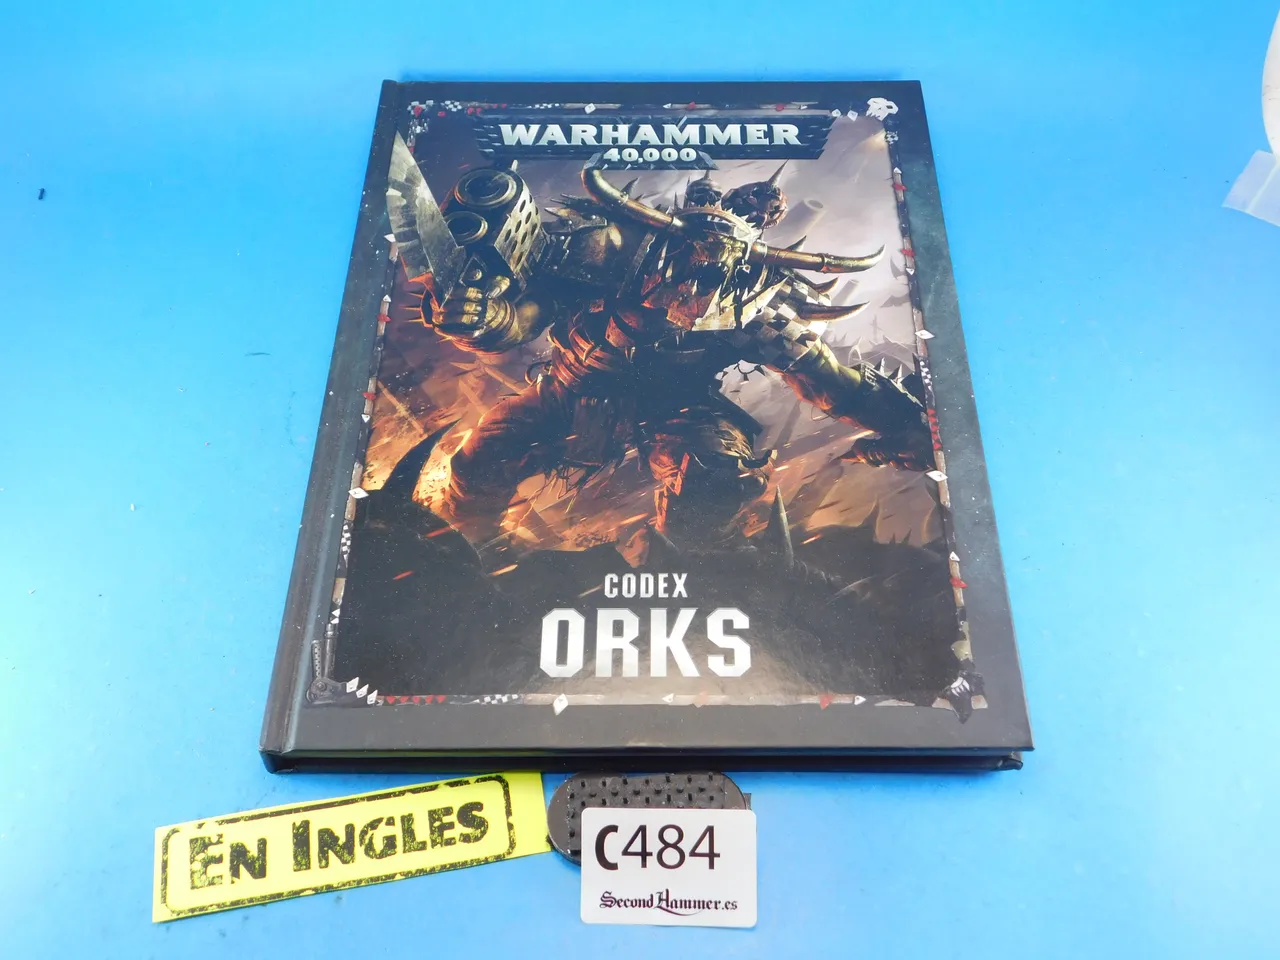 WARHAMMER
40,000
CODEX
ORKS
EN INGLES
C484
SecondHammer.es